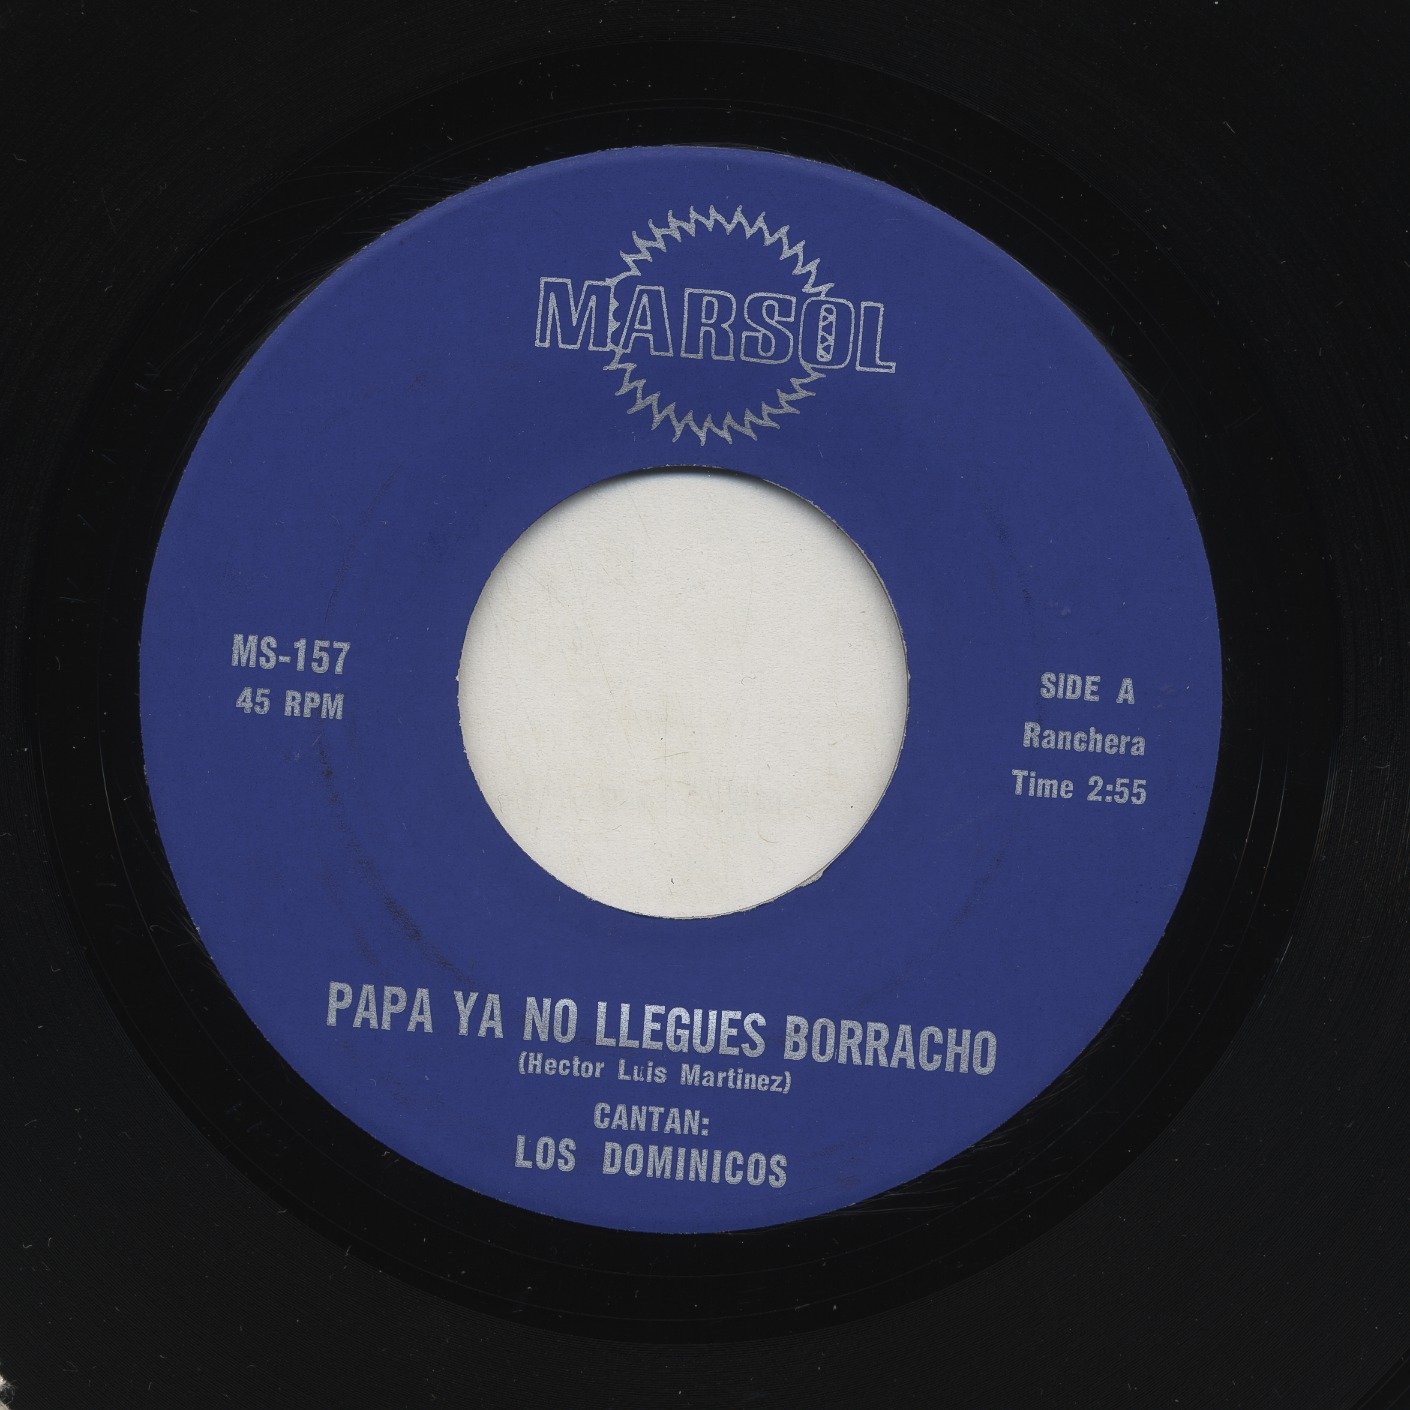 MARSOL
MS-157
45 RPM
SIDE A
Ranchera
Time 2:55
PAPA YA NO LLEGUES BORRACHO
(Hector Luis Martinez)
CANTAN:
LOS DOMINICOS